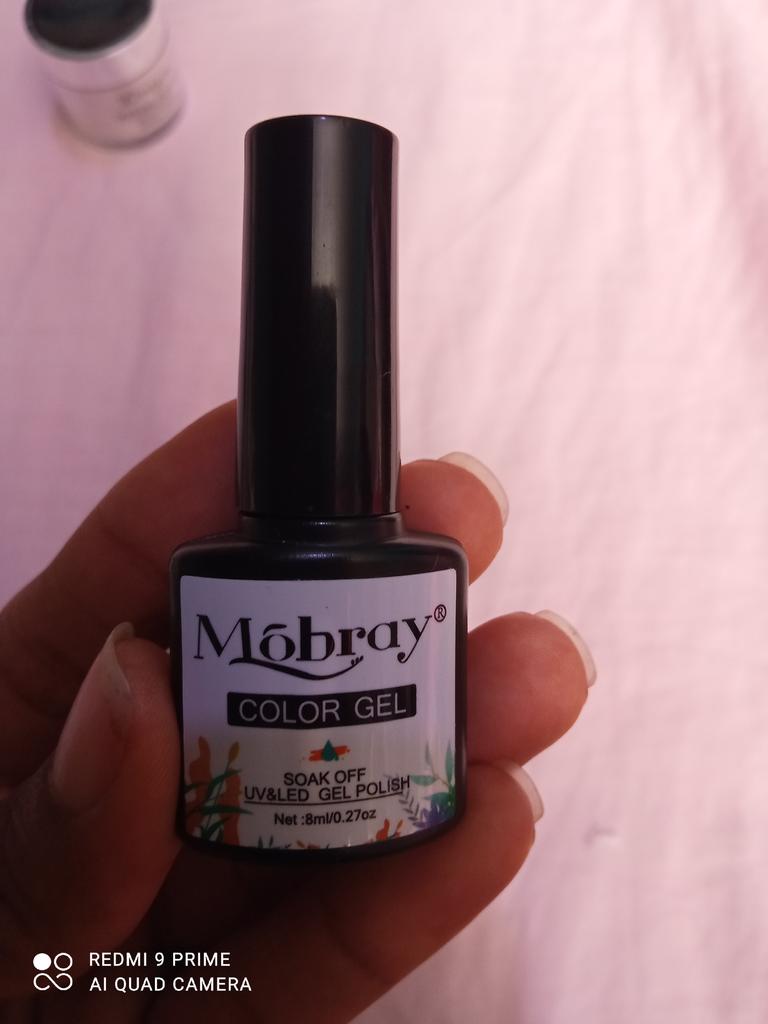 Mōbray®
COLOR GEL
SOAK OFF
UV&LED GEL POLISH
Net :8ml/0.27oz
REDMI 9 PRIME
AI QUAD CAMERA